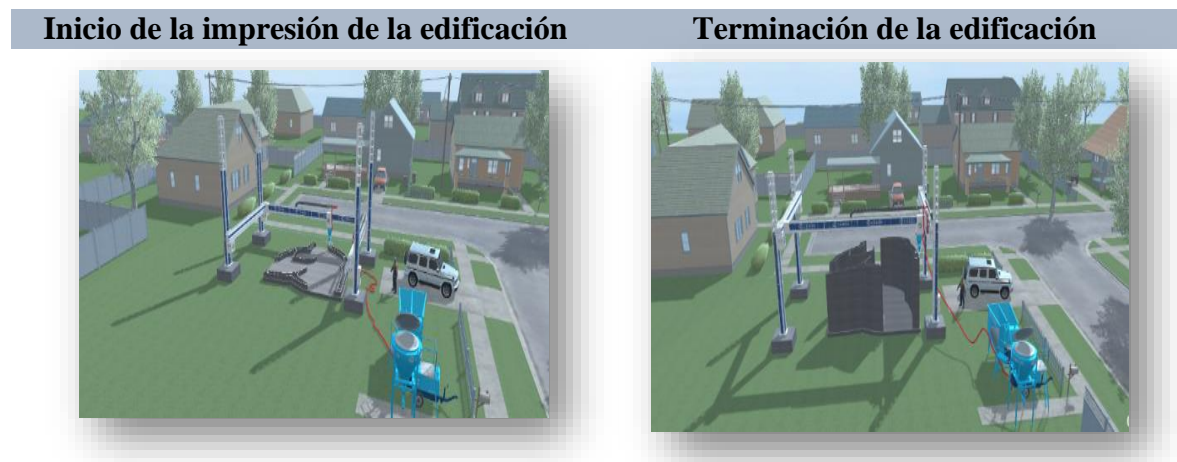 Inicio de la impresión de la edificación
Terminación de la edificación